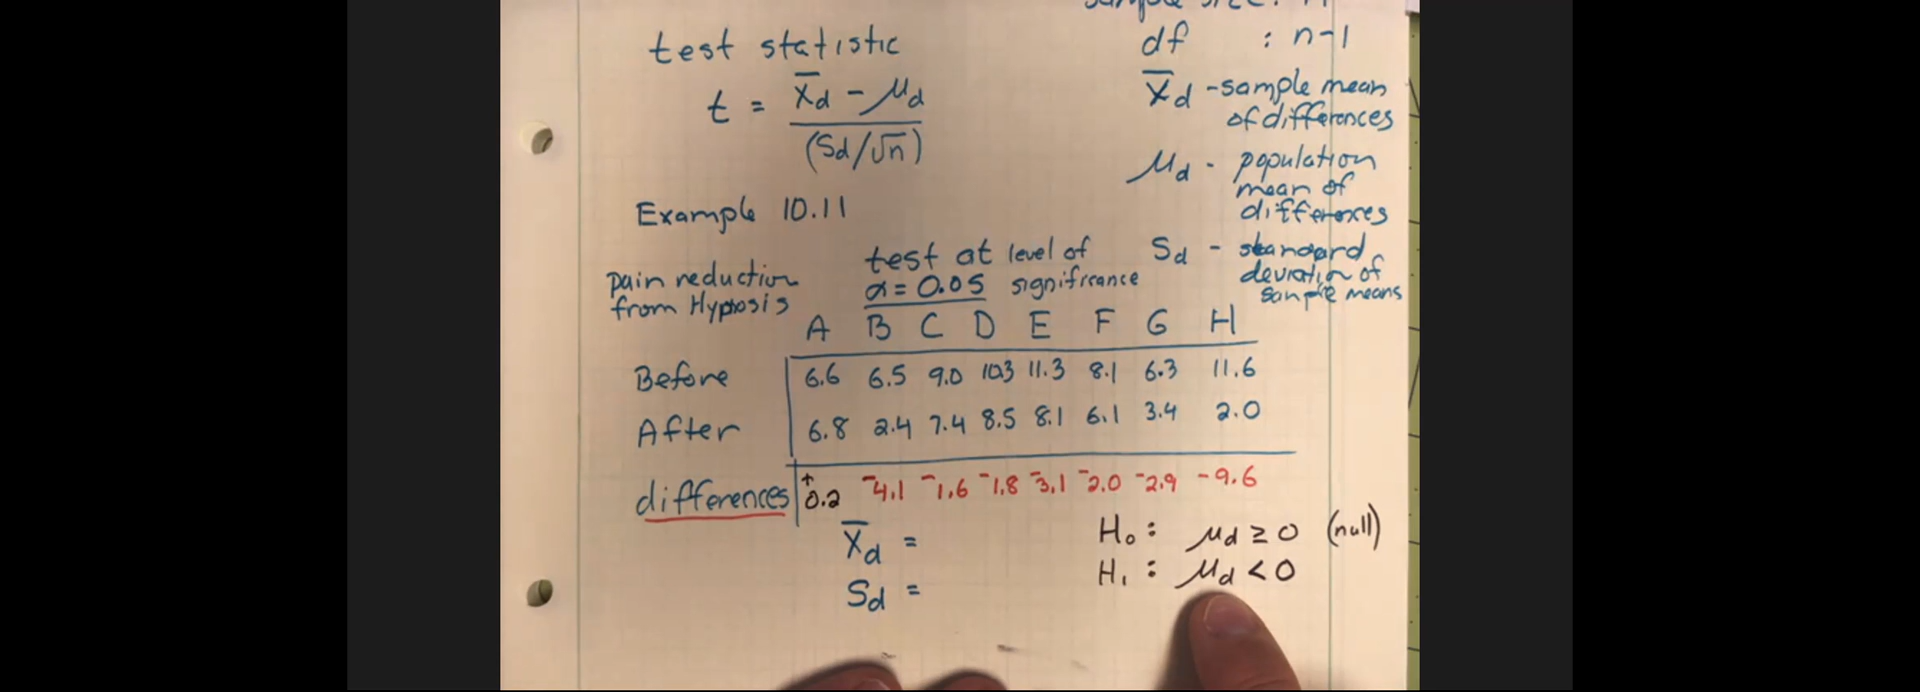 sample size: n
test statistic
t = x̄d - μd
(Sd/√n)
df : n-1
x̄d - sample mean
of differences
μd - population
mean of
differences
Sd - standard
deviation of
sample means
Example 10.11
pain reduction
from Hypnosis
test at level of
α = 0.05 significance
A B C D E F G H
Before 6.6 6.5 9.0 10.3 11.3 8.1 6.3 11.6
After 6.8 2.4 7.4 8.5 8.1 6.1 3.4 2.0
differences +0.2 -4.1 -1.6 -1.8 -3.1 -2.0 -2.9 -9.6
x̄d =
Sd =
H₀: μd ≥ 0 (null)
H₁: μd < 0